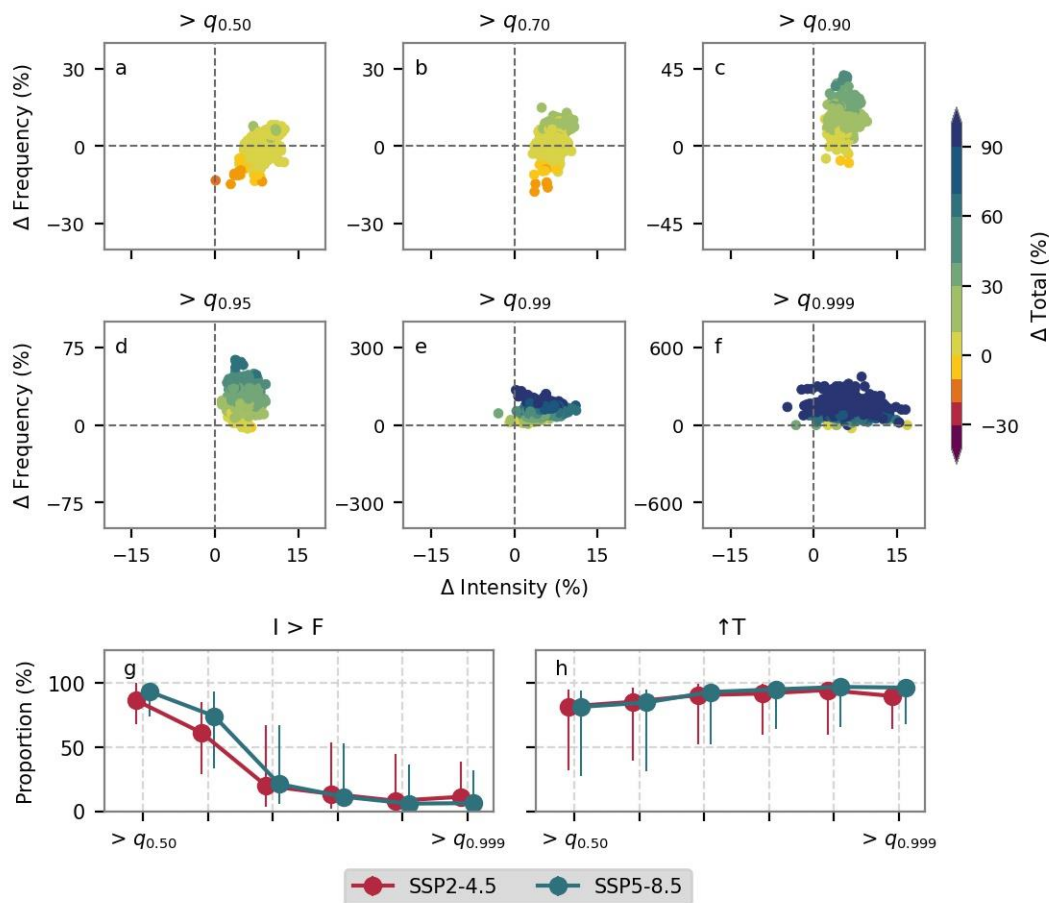 > q0.50 > q0.70 > q0.90
a b c
30 30 45
0 0 0
−30 −30 −45
Δ Frequency (%)
> q0.95 > q0.99 > q0.999
d e f
75 300 600
0 0 0
−75 −300 −600
Δ Frequency (%)
−15 0 15 −15 0 15 −15 0 15
Δ Intensity (%)
90
60
30
0
−30
Δ Total (%)
I > F ↑T
g h
100
50
0
Proportion (%)
> q0.50 > q0.999 > q0.50 > q0.999
SSP2-4.5 SSP5-8.5